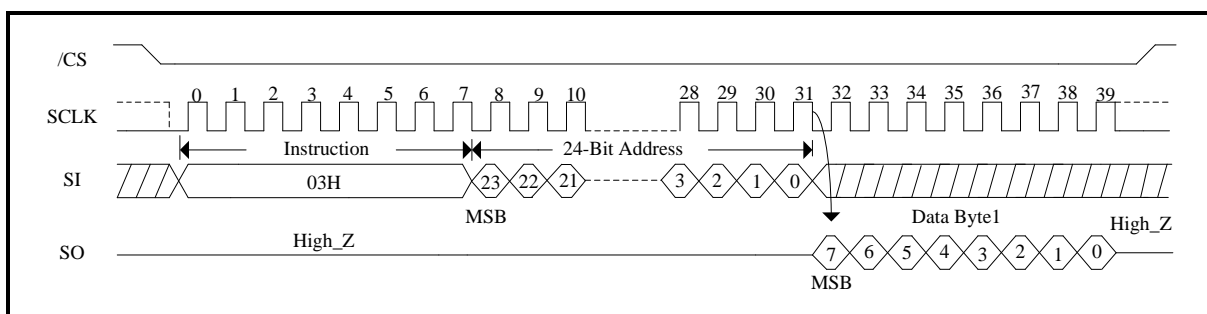 /CS
0 1 2 3 4 5 6 7 8 9 10 28 29 30 31 32 33 34 35 36 37 38 39
SCLK
Instruction 24-Bit Address
SI 03H 23 22 21 3 2 1 0
MSB Data Byte1 High_Z
High_Z
SO 7 6 5 4 3 2 1 0
MSB